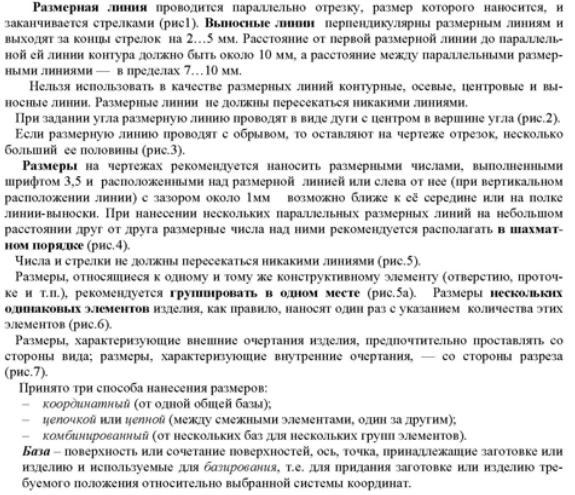 Размерная линия проводится параллельно отрезку, размер которого наносится, и
заканчивается стрелками (рис1). Выносные линии перпендикулярны размерным линиям и
выходят за концы стрелок на 2…5 мм. Расстояние от первой размерной линии до параллель-
ной ей линии контура должно быть около 10 мм, а расстояние между параллельными размер-
ными линиями — в пределах 7…10 мм.
Нельзя использовать в качестве размерных линий контурные, осевые, центровые и вы-
носные линии. Размерные линии не должны пересекаться никакими линиями.
При задании угла размерную линию проводят в виде дуги с центром в вершине угла (рис.2).
Если размерную линию проводят с обрывом, то оставляют на чертеже отрезок, несколько
больший ее половины (рис.3).
Размеры на чертежах рекомендуется наносить размерными числами, выполненными
шрифтом 3,5 и расположенными над размерной линией или слева от нее (при вертикальном
расположении линии) с зазором около 1мм возможно ближе к её середине или на полке
линии-выноски. При нанесении нескольких параллельных размерных линий на небольшом
расстоянии друг от друга размерные числа над ними рекомендуется располагать в шахмат-
ном порядке (рис.4).
Числа и стрелки не должны пересекаться никакими линиями (рис.5).
Размеры, относящиеся к одному и тому же конструктивному элементу (отверстию, проточ-
ке и т.п.), рекомендуется группировать в одном месте (рис.5а). Размеры нескольких
одинаковых элементов изделия, как правило, наносят один раз с указанием количества этих
элементов (рис.6).
Размеры, характеризующие внешние очертания изделия, предпочтительно проставлять со
стороны вида; размеры, характеризующие внутренние очертания, — со стороны разреза
(рис.7).
Принято три способа нанесения размеров:
– координатный (от одной общей базы);
– цепочкой или цепной (между смежными элементами, один за другим);
– комбинированный (от нескольких баз для нескольких групп элементов).
База – поверхность или сочетание поверхностей, ось, точка, принадлежащие заготовке или
изделию и используемые для базирования, т.е. для придания заготовке или изделию тре-
буемого положения относительно выбранной системы координат.